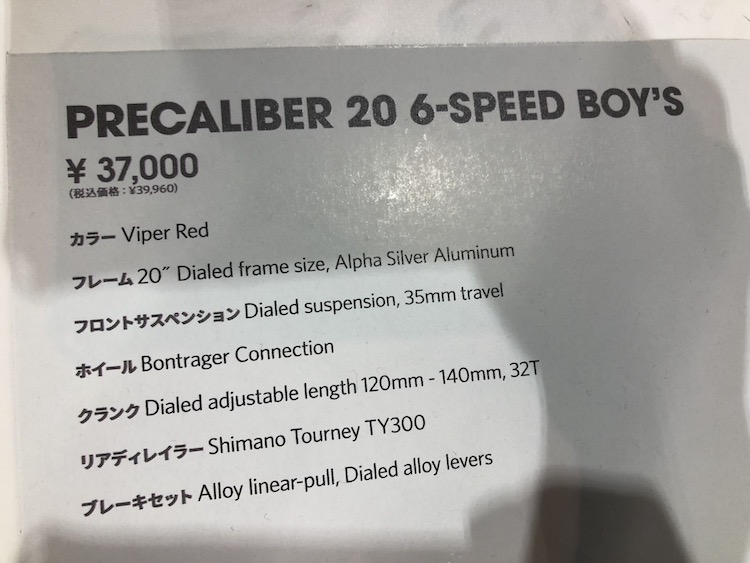 PRECALIBER 20 6-SPEED BOY'S
¥ 37,000
(税込価格：¥39,960)
カラー Viper Red
フレーム 20″ Dialed frame size, Alpha Silver Aluminum
フロントサスペンション Dialed suspension, 35mm travel
ホイール Bontrager Connection
クランク Dialed adjustable length 120mm - 140mm, 32T
リアディレイラー Shimano Tourney TY300
ブレーキセット Alloy linear-pull, Dialed alloy levers